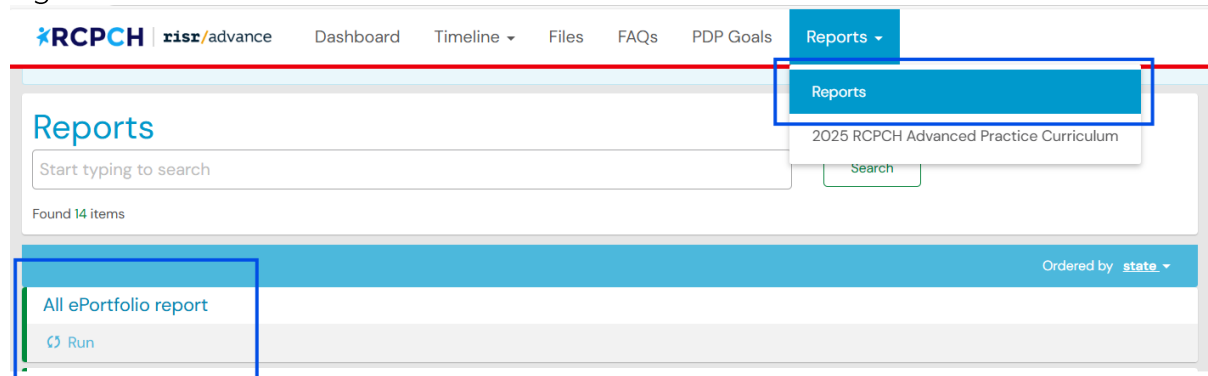 RCPCH risr/advance Dashboard Timeline Files FAQs PDP Goals Reports
Reports
2025 RCPCH Advanced Practice Curriculum
Reports
Start typing to search
Search
Found 14 items
Ordered by state
All ePortfolio report
Run